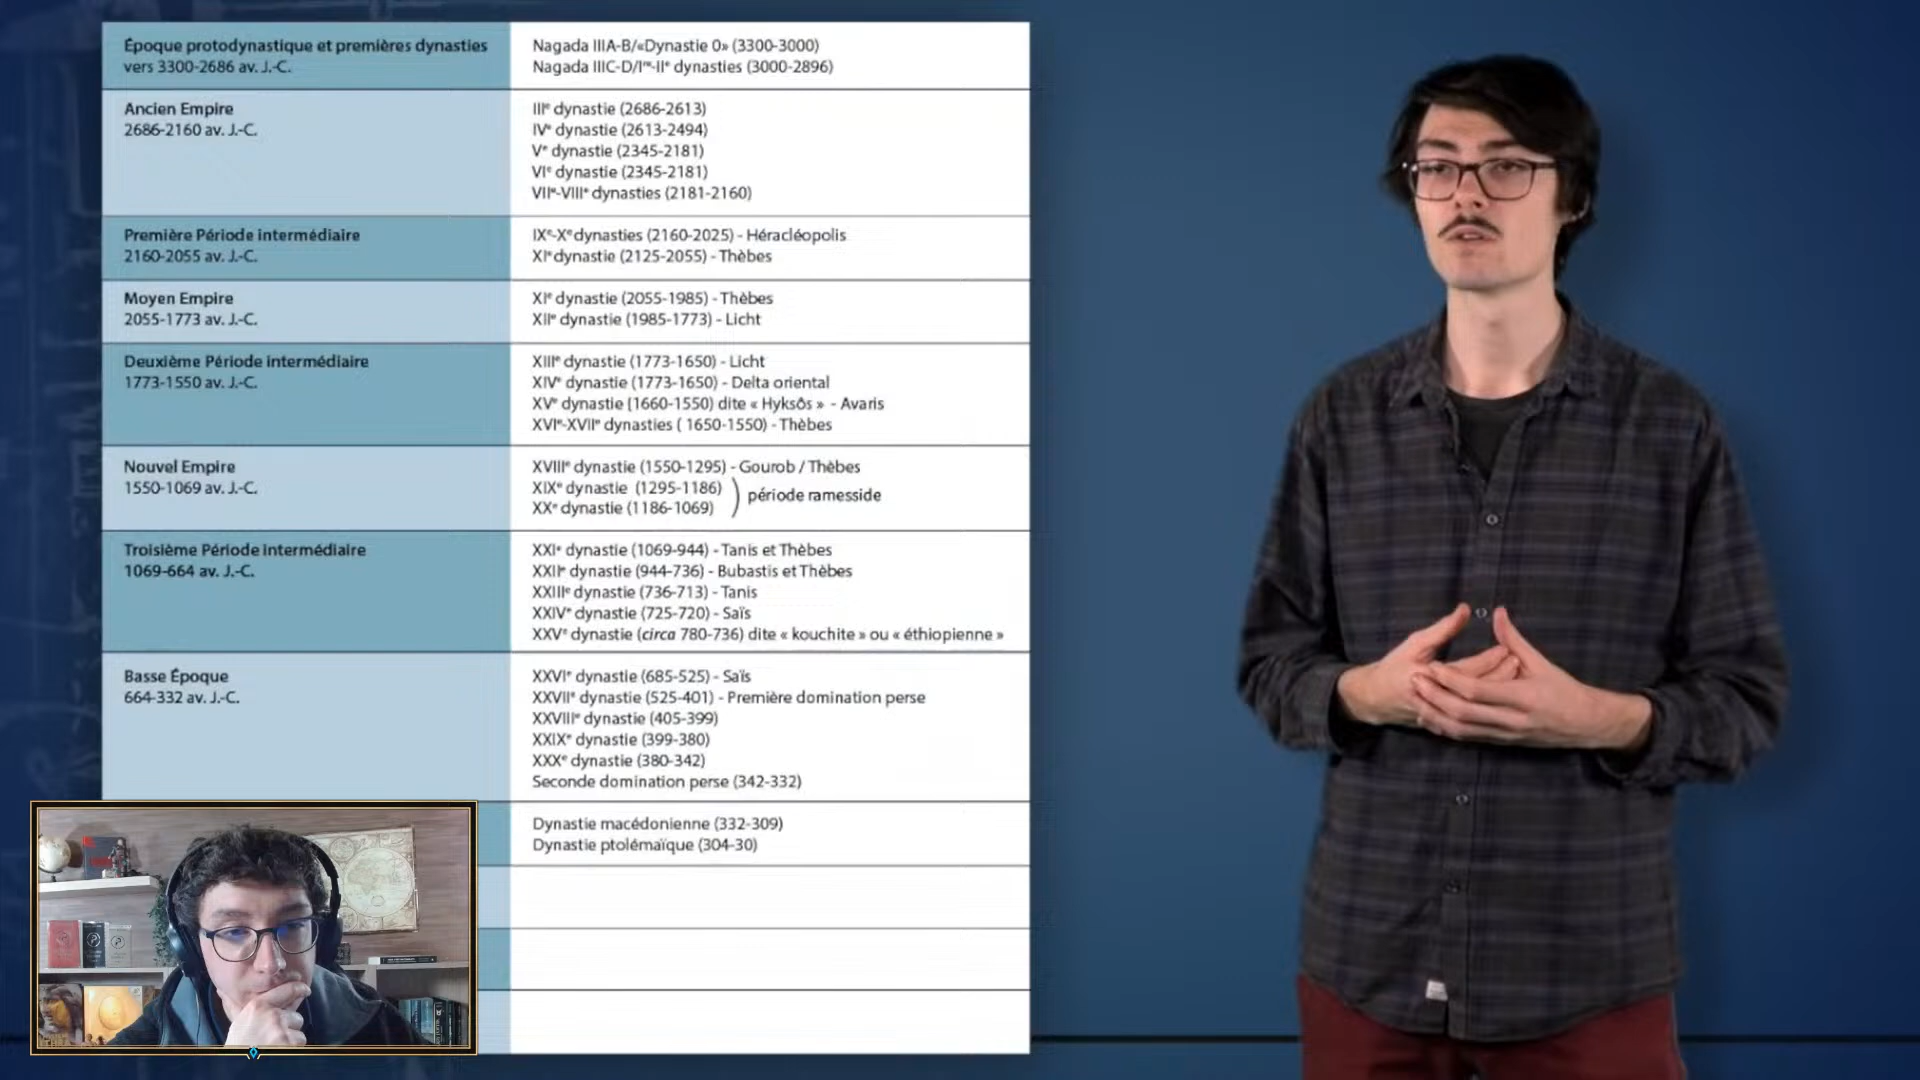 Époque protodynastique et premières dynasties
vers 3300-2686 av. J.-C.
Nagada IIIA-B/«Dynastie 0» (3300-3000)
Nagada IIIC-D/Iʳᵉ-IIᵉ dynasties (3000-2896)
Ancien Empire
2686-2160 av. J.-C.
IIIᵉ dynastie (2686-2613)
IVᵉ dynastie (2613-2494)
Vᵉ dynastie (2345-2181)
VIᵉ dynastie (2345-2181)
VIIᵉ-VIIIᵉ dynasties (2181-2160)
Première Période intermédiaire
2160-2055 av. J.-C.
IXᵉ-Xᵉ dynasties (2160-2025) - Héracléopolis
XIᵉ dynastie (2125-2055) - Thèbes
Moyen Empire
2055-1773 av. J.-C.
XIᵉ dynastie (2055-1985) - Thèbes
XIIᵉ dynastie (1985-1773) - Licht
Deuxième Période intermédiaire
1773-1550 av. J.-C.
XIIIᵉ dynastie (1773-1650) - Licht
XIVᵉ dynastie (1773-1650) - Delta oriental
XVᵉ dynastie (1660-1550) dite « Hyksôs » - Avaris
XVIᵉ-XVIIᵉ dynasties ( 1650-1550) - Thèbes
Nouvel Empire
1550-1069 av. J.-C.
XVIIIᵉ dynastie (1550-1295) - Gourob / Thèbes
XIXᵉ dynastie (1295-1186)
XXᵉ dynastie (1186-1069)
période ramesside
Troisième Période intermédiaire
1069-664 av. J.-C.
XXIᵉ dynastie (1069-944) - Tanis et Thèbes
XXIIᵉ dynastie (944-736) - Bubastis et Thèbes
XXIIIᵉ dynastie (736-713) - Tanis
XXIVᵉ dynastie (725-720) - Saïs
XXVᵉ dynastie (circa 780-736) dite « kouchite » ou « éthiopienne »
Basse Époque
664-332 av. J.-C.
XXVIᵉ dynastie (685-525) - Saïs
XXVIIᵉ dynastie (525-401) - Première domination perse
XXVIIIᵉ dynastie (405-399)
XXIXᵉ dynastie (399-380)
XXXᵉ dynastie (380-342)
Seconde domination perse (342-332)
Dynastie macédonienne (332-309)
Dynastie ptolémaïque (304-30)